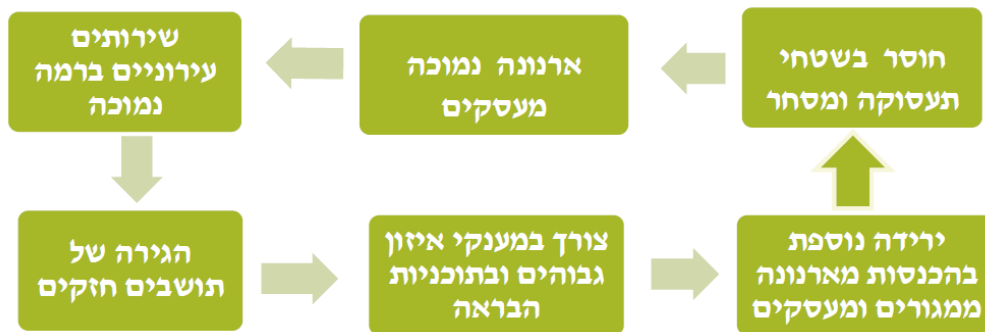 חוסר בשטחי
תעסוקה ומסחר
ארנונה נמוכה
מעסקים
שירותים
עירוניים ברמה
נמוכה
הגירה של
תושבים חזקים
צורך במענקי איזון
גבוהים ובתוכניות
הבראה
ירידה נוספת
בהכנסות מארנונה
ממגורים ומעסקים